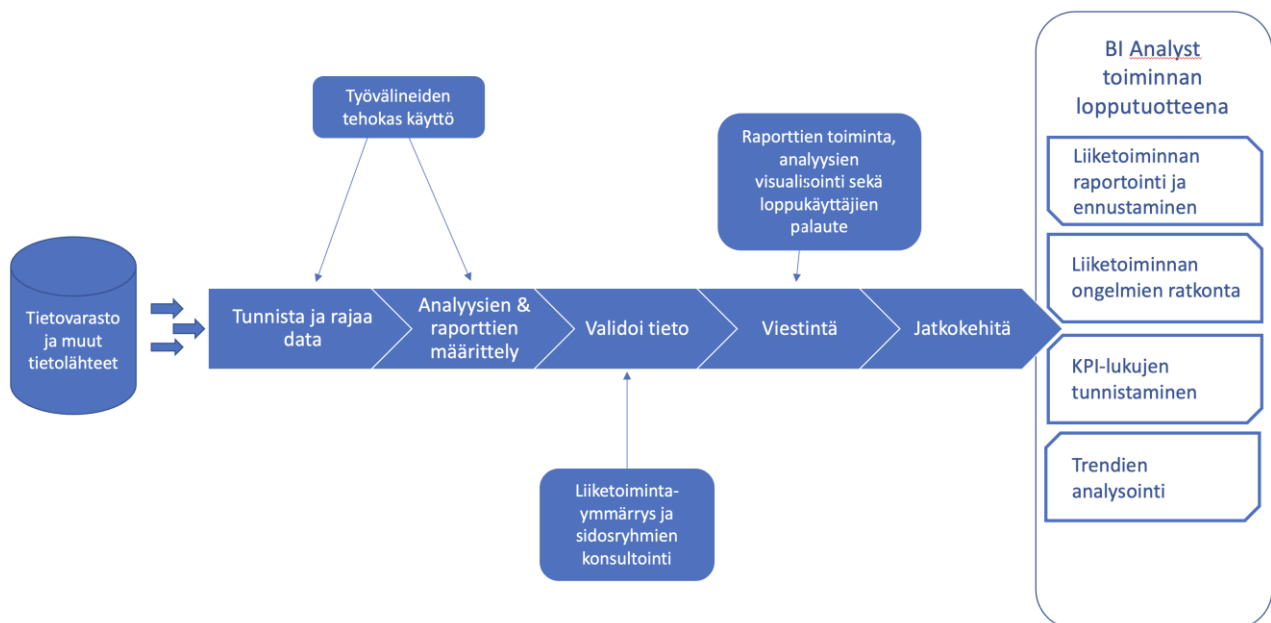 Tietovarasto
ja muut
tietolähteet
Työvälineiden
tehokas käyttö
Tunnista ja rajaa
data
Analyysien &
raporttien
määrittely
Validoi tieto
Viestintä
Jatkokehitä
Raporttien toiminta,
analyysien
visualisointi sekä
loppukäyttäjien
palaute
Liiketoiminta-
ymmärrys ja
sidosryhmien
konsultointi
BI Analyst
toiminnan
lopputuotteena
Liiketoiminnan
raportointi ja
ennustaminen
Liiketoiminnan
ongelmien ratkonta
KPI-lukujen
tunnistaminen
Trendien
analysointi